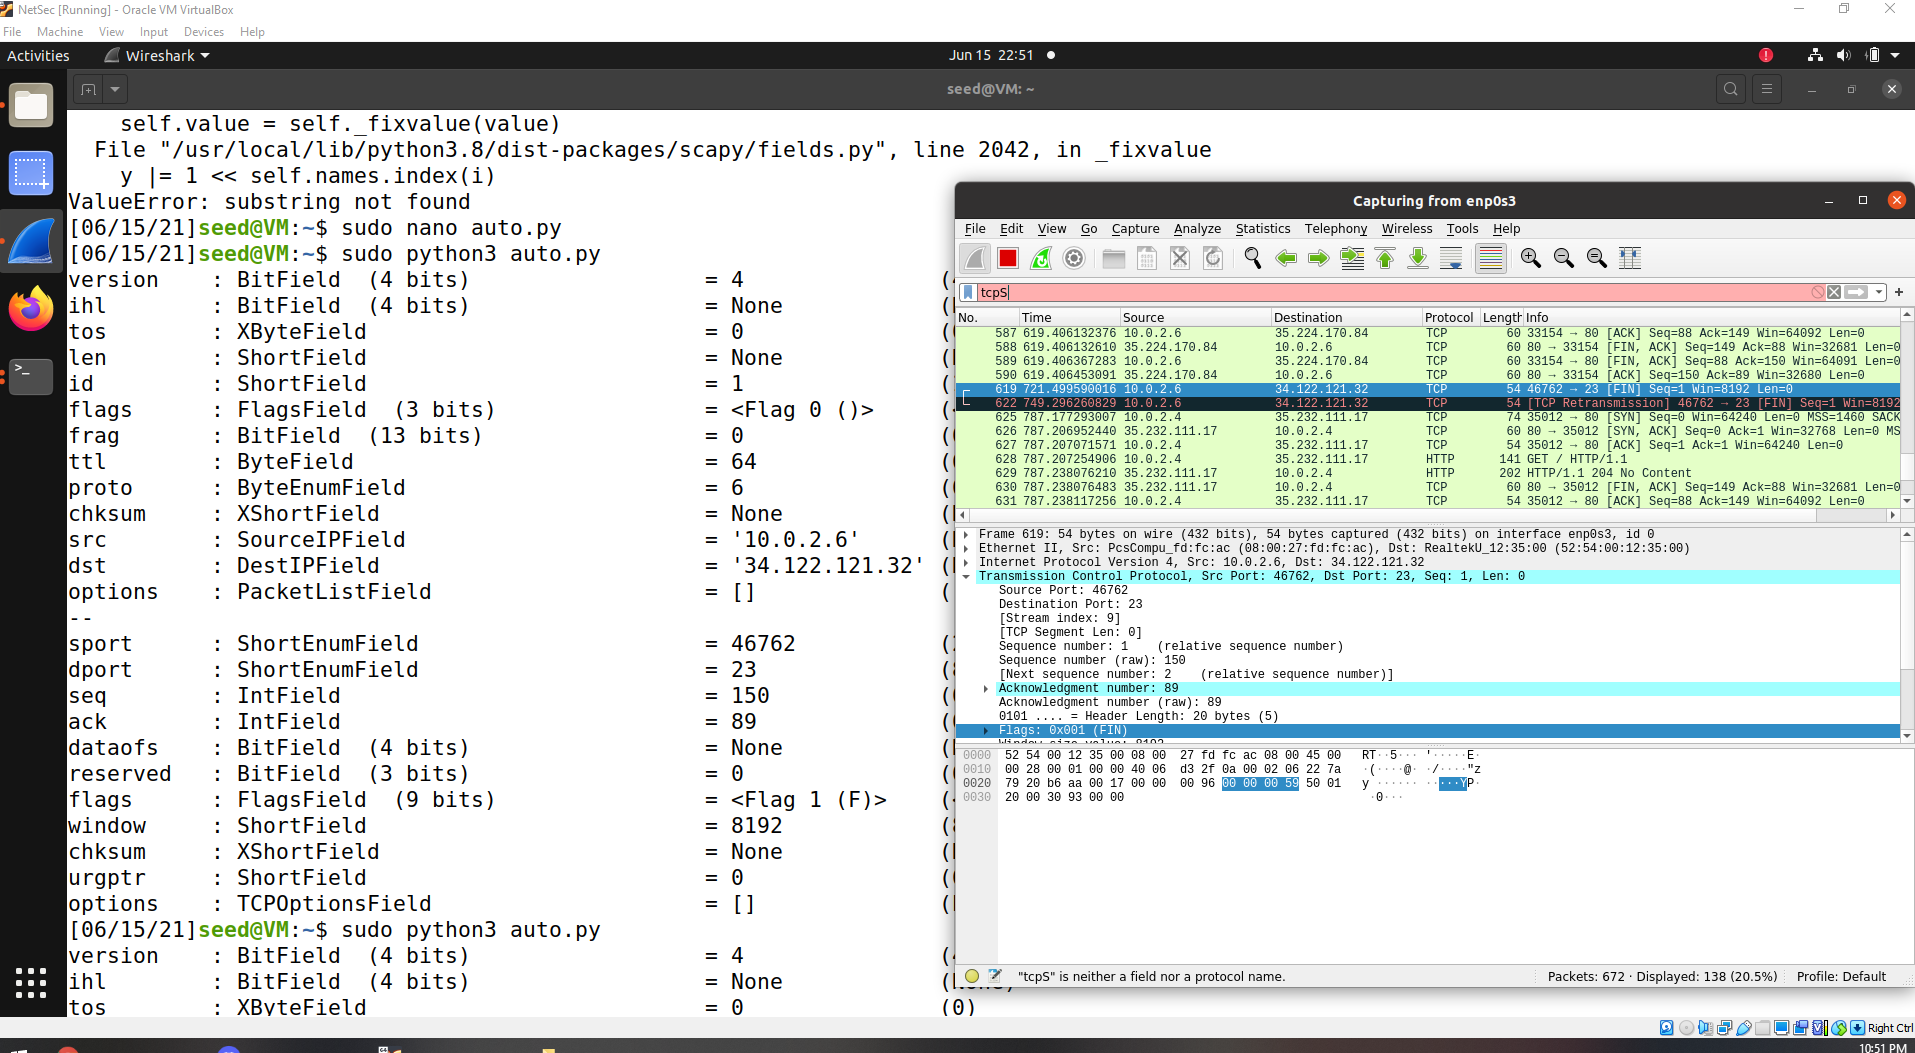 NetSec [Running] - Oracle VM VirtualBox
File Machine View Input Devices Help
Activities Wireshark Jun 15 22:51
seed@VM: ~
self.value = self._fixvalue(value)
File "/usr/local/lib/python3.8/dist-packages/scapy/fields.py", line 2042, in _fixvalue
y |= 1 << self.names.index(i)
ValueError: substring not found
[06/15/21]seed@VM:~$ sudo nano auto.py
[06/15/21]seed@VM:~$ sudo python3 auto.py
version : BitField (4 bits) = 4
ihl : BitField (4 bits) = None
tos : XByteField = 0
len : ShortField = None
id : ShortField = 1
flags : FlagsField (3 bits) = <Flag 0 ()>
frag : BitField (13 bits) = 0
ttl : ByteField = 64
proto : ByteEnumField = 6
chksum : XShortField = None
src : SourceIPField = '10.0.2.6'
dst : DestIPField = '34.122.121.32'
options : PacketListField = []
--
sport : ShortEnumField = 46762
dport : ShortEnumField = 23
seq : IntField = 150
ack : IntField = 89
dataofs : BitField (4 bits) = None
reserved : BitField (3 bits) = 0
flags : FlagsField (9 bits) = <Flag 1 (F)>
window : ShortField = 8192
chksum : XShortField = None
urgptr : ShortField = 0
options : TCPOptionsField = []
[06/15/21]seed@VM:~$ sudo python3 auto.py
version : BitField (4 bits) = 4
ihl : BitField (4 bits) = None
tos : XByteField = 0 (0)
Capturing from enp0s3
File Edit View Go Capture Analyze Statistics Telephony Wireless Tools Help
tcpS
No. Time Source Destination Protocol Length Info
587 619.406132376 10.0.2.6 35.224.170.84 TCP 60 33154 → 80 [ACK] Seq=88 Ack=149 Win=64092 Len=0
588 619.406132610 35.224.170.84 10.0.2.6 TCP 60 80 → 33154 [FIN, ACK] Seq=149 Ack=88 Win=32681 Len=0
589 619.406367283 10.0.2.6 35.224.170.84 TCP 60 33154 → 80 [ACK] Seq=88 Ack=150 Win=64091 Len=0
590 619.406453091 35.224.170.84 10.0.2.6 TCP 60 80 → 33154 [ACK] Seq=150 Ack=89 Win=32680 Len=0
619 721.499590016 10.0.2.6 34.122.121.32 TCP 54 46762 → 23 [FIN] Seq=1 Win=8192 Len=0
622 749.296260829 10.0.2.6 34.122.121.32 TCP 54 [TCP Retransmission] 46762 → 23 [FIN] Seq=1 Win=8192
625 787.177293007 10.0.2.4 35.232.111.17 TCP 74 35012 → 80 [SYN] Seq=0 Win=64240 Len=0 MSS=1460 SACK
626 787.206952440 35.232.111.17 10.0.2.4 TCP 60 80 → 35012 [SYN, ACK] Seq=0 Ack=1 Win=32768 Len=0 MS
627 787.207071571 10.0.2.4 35.232.111.17 TCP 54 35012 → 80 [ACK] Seq=1 Ack=1 Win=64240 Len=0
628 787.207254906 10.0.2.4 35.232.111.17 HTTP 141 GET / HTTP/1.1
629 787.238076210 35.232.111.17 10.0.2.4 HTTP 202 HTTP/1.1 204 No Content
630 787.238076483 35.232.111.17 10.0.2.4 TCP 60 80 → 35012 [FIN, ACK] Seq=149 Ack=88 Win=32681 Len=0
631 787.238117256 10.0.2.4 35.232.111.17 TCP 54 35012 → 80 [ACK] Seq=88 Ack=149 Win=64092 Len=0
Frame 619: 54 bytes on wire (432 bits), 54 bytes captured (432 bits) on interface enp0s3, id 0
Ethernet II, Src: PcsCompu_fd:fc:ac (08:00:27:fd:fc:ac), Dst: RealtekU_12:35:00 (52:54:00:12:35:00)
Internet Protocol Version 4, Src: 10.0.2.6, Dst: 34.122.121.32
Transmission Control Protocol, Src Port: 46762, Dst Port: 23, Seq: 1, Len: 0
Source Port: 46762
Destination Port: 23
[Stream index: 9]
[TCP Segment Len: 0]
Sequence number: 1 (relative sequence number)
Sequence number (raw): 150
[Next sequence number: 2 (relative sequence number)]
Acknowledgment number: 89
Acknowledgment number (raw): 89
0101 .... = Header Length: 20 bytes (5)
Flags: 0x001 (FIN)
Window size value: 8192
0000 52 54 00 12 35 00 08 00 27 fd fc ac 08 00 45 00 RT··5···'·····E·
0010 00 28 00 01 00 00 40 06 d3 2f 0a 00 02 06 22 7a ·(····@··/····"z
0020 79 20 b6 aa 00 17 00 00 00 96 00 00 00 59 50 01 y ···········YP·
0030 20 00 30 93 00 00 ·0···
"tcpS" is neither a field nor a protocol name. Packets: 672 · Displayed: 138 (20.5%) Profile: Default
Right Ctrl
10:51 PM